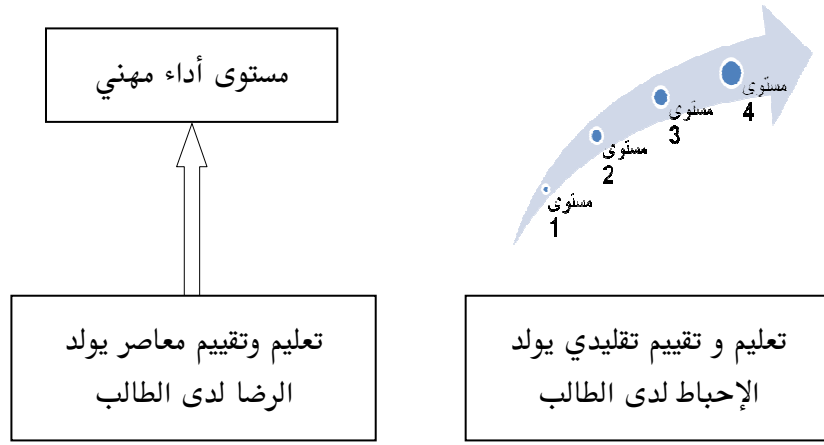 مستوى
4
مستوى
3
مستوى
2
مستوى
1
مستوى أداء مهني
تعليم و تقييم تقليدي يولد
الإحباط لدى الطالب
تعليم وتقييم معاصر يولد
الرضا لدى الطالب